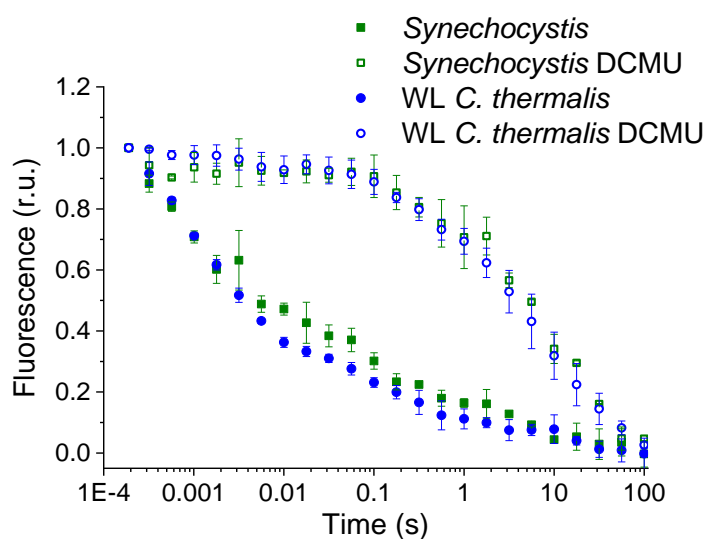 Synechocystis
Synechocystis DCMU
WL C. thermalis
WL C. thermalis DCMU
1.2
1.0
0.8
0.6
0.4
0.2
0.0
Fluorescence (r.u.)
1E-4 0.001 0.01 0.1 1 10 100
Time (s)